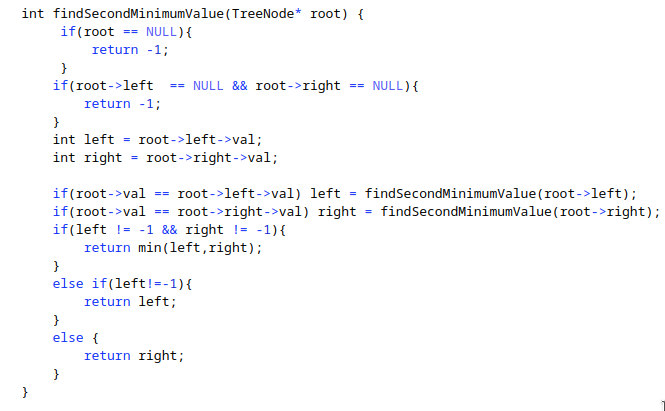 int findSecondMinimumValue(TreeNode* root) {
if(root == NULL){
return -1;
}
if(root->left  == NULL && root->right == NULL){
return -1;
}
int left = root->left->val;
int right = root->right->val;
if(root->val == root->left->val) left = findSecondMinimumValue(root->left);
if(root->val == root->right->val) right = findSecondMinimumValue(root->right);
if(left != -1 && right != -1){
return min(left,right);
}
else if(left!=-1){
return left;
}
else {
return right;
}
}